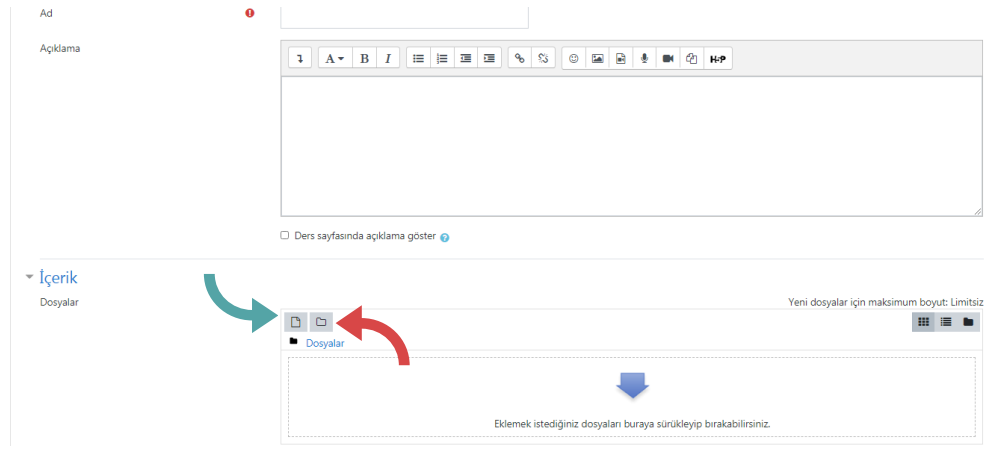 Ad
Açıklama
A B I H-P
Ders sayfasında açıklama göster
İçerik
Dosyalar
Yeni dosyalar için maksimum boyut: Limitsiz
Dosyalar
Eklemek istediğiniz dosyaları buraya sürükleyip bırakabilirsiniz.